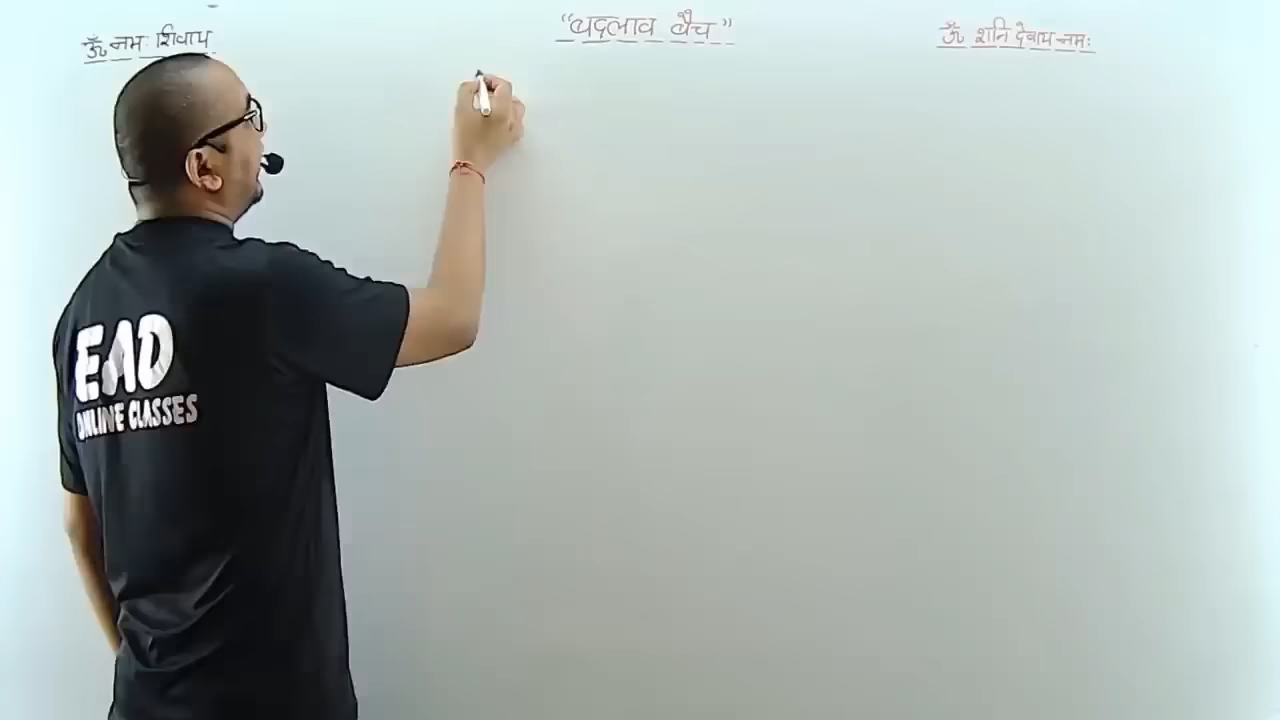 ॐ नमः शिवाय
"बदलाव बैच"
ॐ शनि देवाय नमः
EAD
ONLINE CLASSES